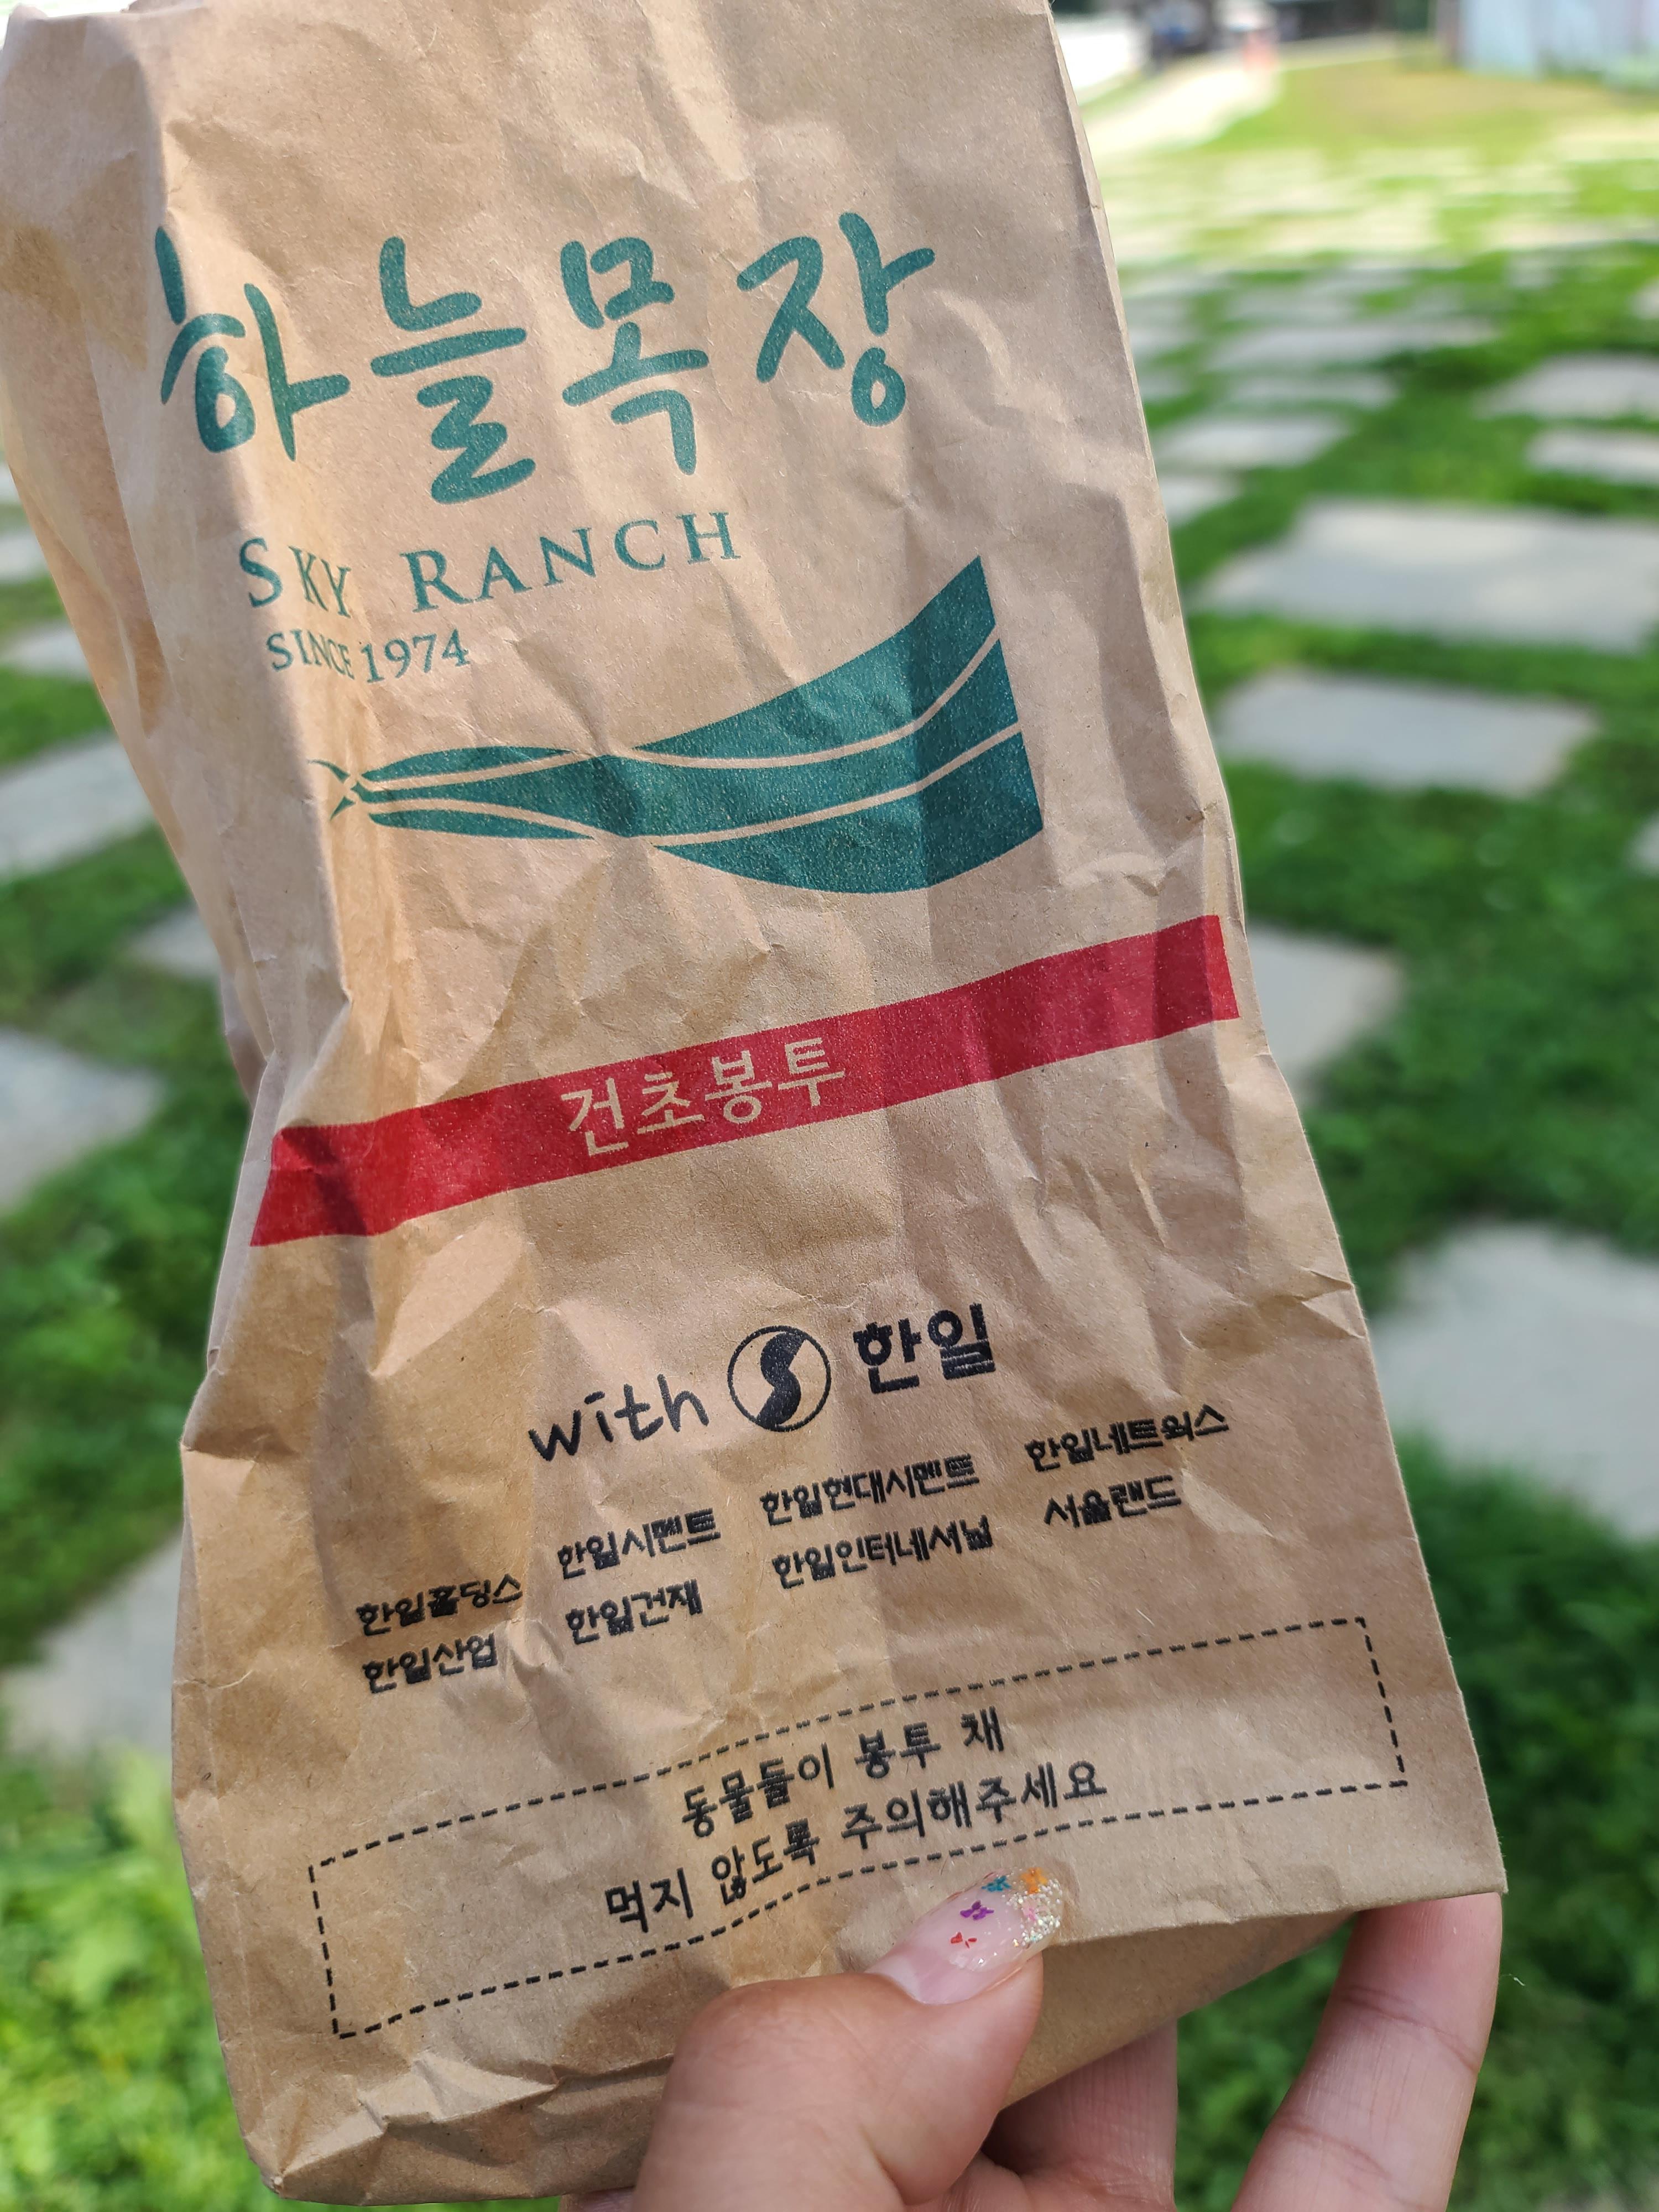 하늘목장
SKY RANCH
SINCE 1974
건초봉투
with 한일
한일홀딩스 한일시멘트 한일현대시멘트 한일네트웍스
한일산업 한일건재 한일인터네셔널 서울랜드
동물들이 봉투 채
먹지 않도록 주의해주세요